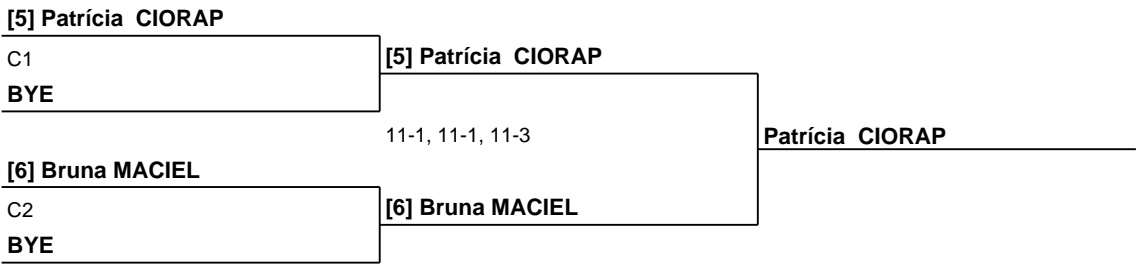 [5] Patrícia  CIORAP
C1
[5] Patrícia  CIORAP
BYE
11-1, 11-1, 11-3
Patrícia  CIORAP
[6] Bruna MACIEL
C2
[6] Bruna MACIEL
BYE